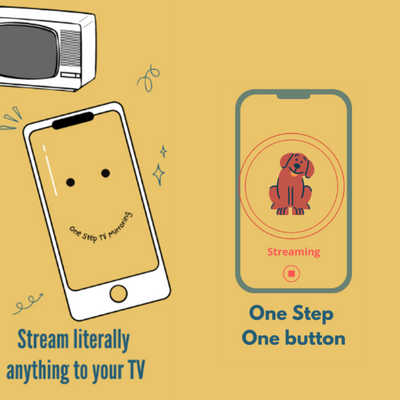 One Step TV Mirroring
Stream literally
anything to your TV
Streaming
One Step
One button